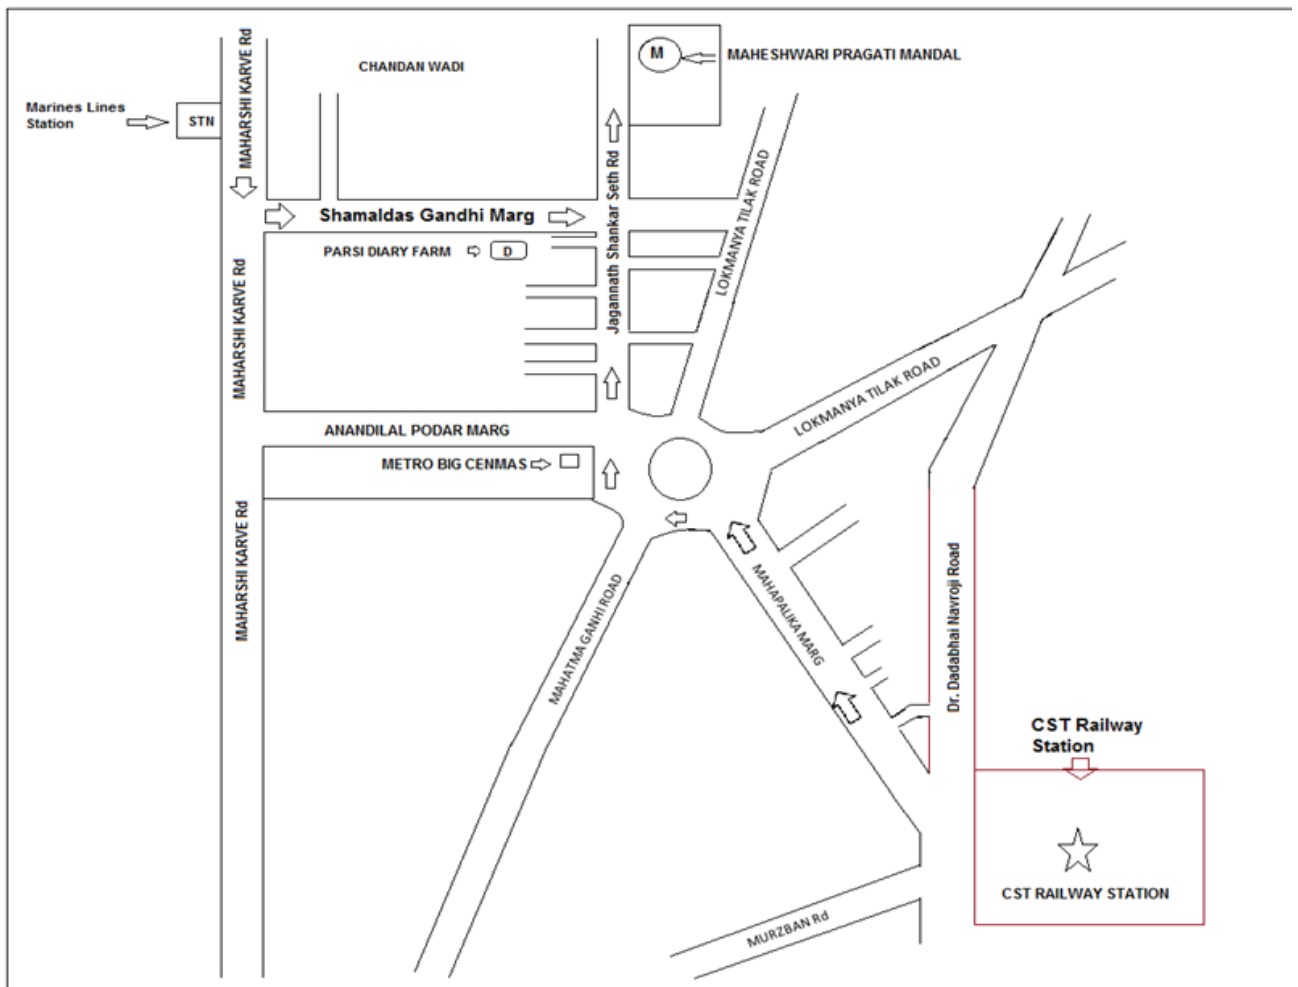 MAHARSHI KARVE Rd
CHANDAN WADI
M
MAHESHWARI PRAGATI MANDAL
Marines Lines
Station
STN
Shamaldas Gandhi Marg
Jagannath Shankar Seth Rd
LOKMANYA TILAK ROAD
PARSI DIARY FARM
D
MAHARSHI KARVE Rd
LOKMANYA TILAK ROAD
ANANDILAL PODAR MARG
METRO BIG CENMAS
MAHARSHI KARVE Rd
MAHATMA GANHI ROAD
MAHAPALIKA MARG
Dr. Dadabhai Navroji Road
CST Railway
Station
CST RAILWAY STATION
MURZBAN Rd